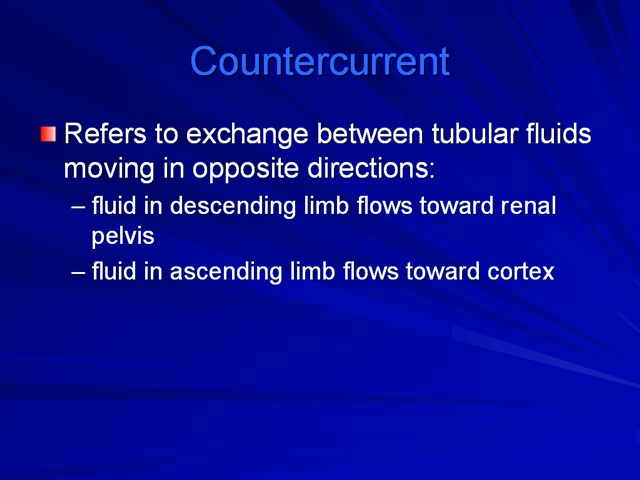 Countercurrent
Refers to exchange between tubular fluids
moving in opposite directions:
– fluid in descending limb flows toward renal
pelvis
– fluid in ascending limb flows toward cortex